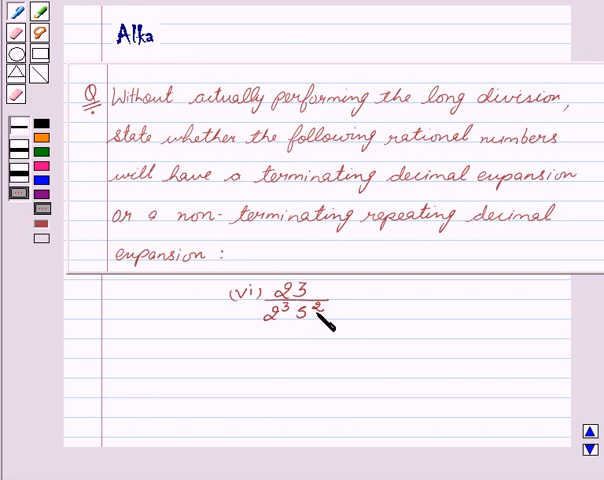 Alka
Q Without actually performing the long division,
state whether the following rational numbers
will have a terminating decimal expansion
or a non-terminating repeating decimal
expansion :
(vi) 23
2³ 5²